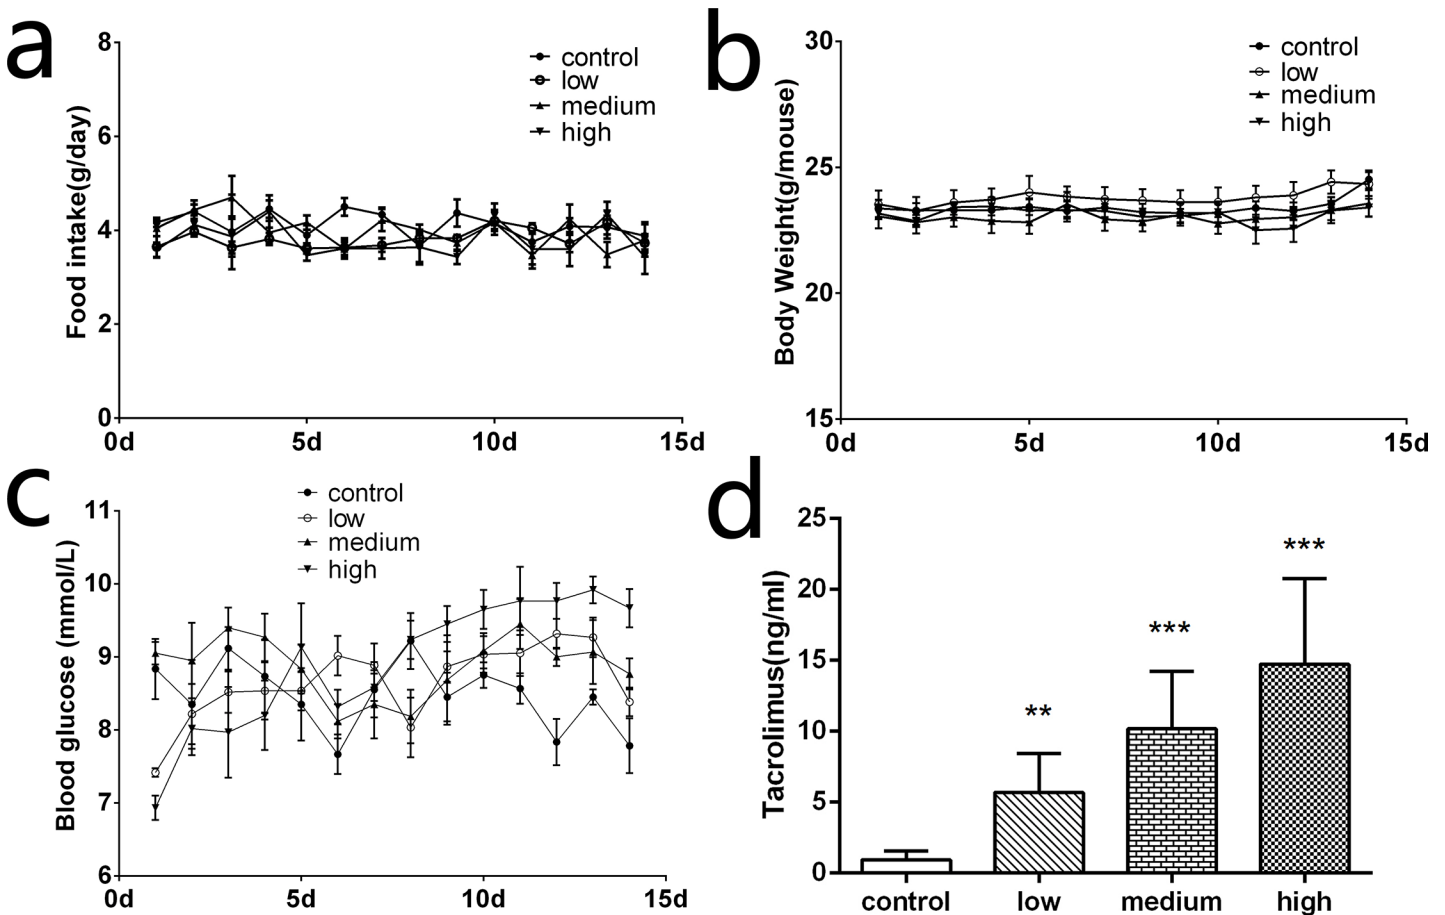 a
8
6
4
2
0
Food intake(g/day)
0d 5d 10d 15d
control
low
medium
high
b
30
25
20
15
Body Weight(g/mouse)
0d 5d 10d 15d
control
low
medium
high
c
11
10
9
8
7
6
Blood glucose (mmol/L)
0d 5d 10d 15d
control
low
medium
high
d
25
20
15
10
5
0
Tacrolimus(ng/ml)
**
***
***
control low medium high